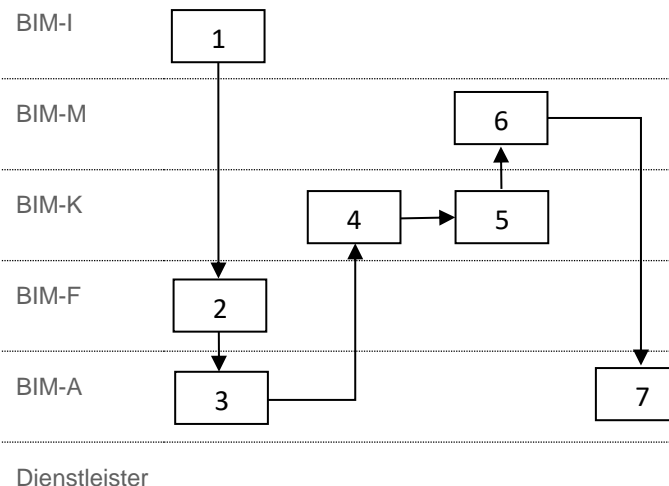 BIM-I
1
BIM-M
6
BIM-K
4
5
BIM-F
2
BIM-A
3
7
Dienstleister